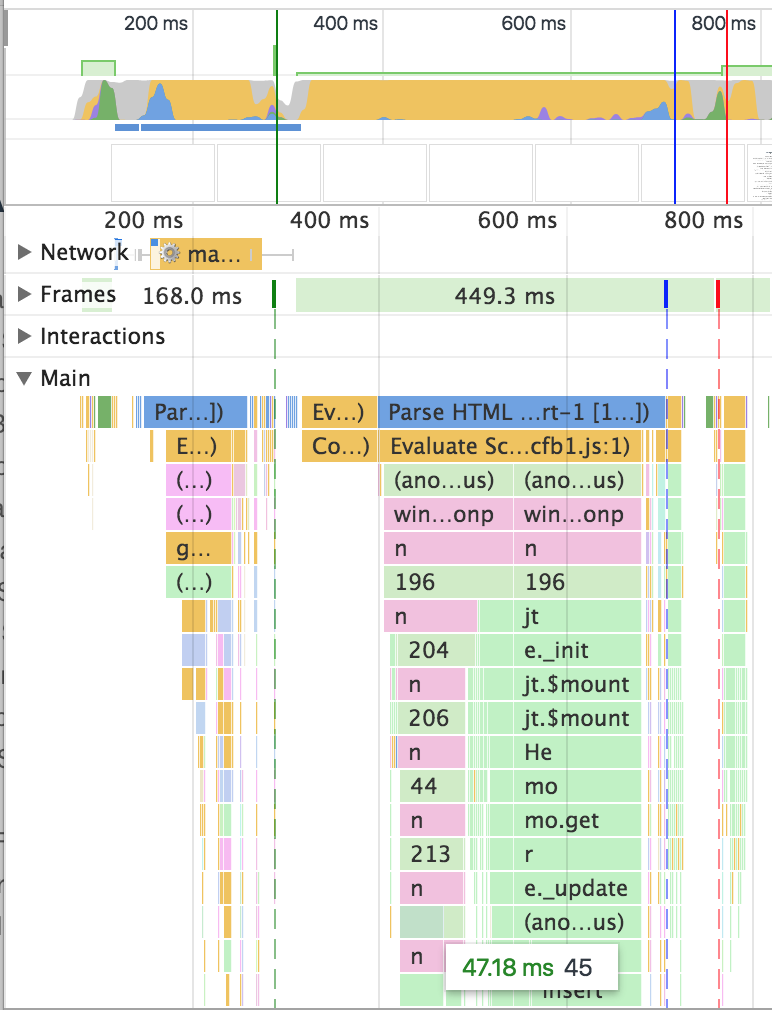 200 ms 400 ms 600 ms 800 ms
200 ms 400 ms 600 ms 800 ms
Network ma…
Frames 168.0 ms 449.3 ms
Interactions
Main
Par…]) Ev…) Parse HTML …rt-1 [1…])
E…) Co…) Evaluate Sc…cfb1.js:1)
(…) (ano…us) (ano…us)
(…) win…onp win…onp
g… n n
(…) 196 196
n jt
204 e._init
n jt.$mount
206 jt.$mount
n He
44 mo
n mo.get
213 r
n e._update
(ano…us)
n
47.18 ms 45
insert